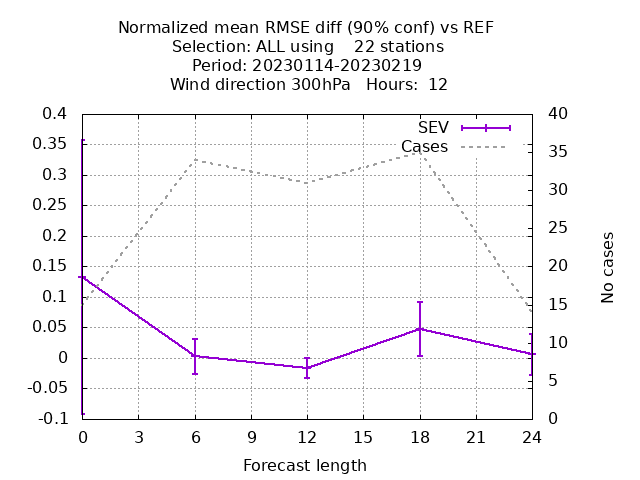 Normalized mean RMSE diff (90% conf) vs REF
Selection: ALL using    22 stations
Period: 20230114-20230219
Wind direction 300hPa   Hours:  12
SEV
Cases
0.4
0.35
0.3
0.25
0.2
0.15
0.1
0.05
0
-0.05
-0.1
40
35
30
25
20
15
10
5
0
No cases
0 3 6 9 12 15 18 21 24
Forecast length